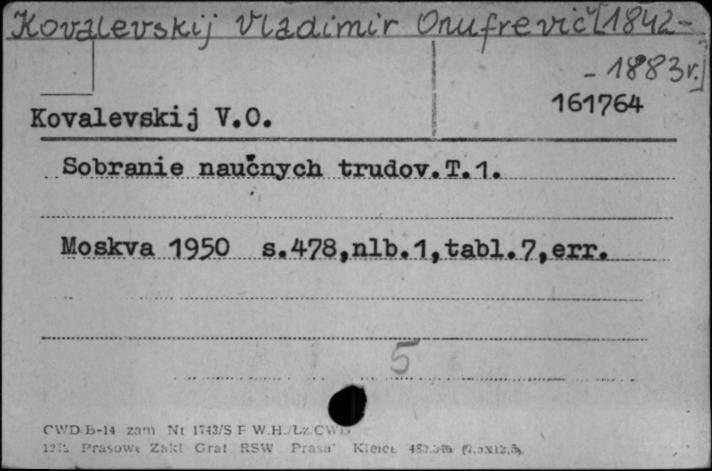 Kovalevskij Vladimir Onufrevič[1842-
- 1883r.]
161764
Kovalevskij V.O.
Sobranie naučnych trudov.T.1.
Moskva 1950 s.478,nlb.1,tabl.7,err.
5
CWD B-14 zam Nr 1743/S F W.H./Łz.CWD
Prasowe Zakł Graf RSW Prasa" Kielce